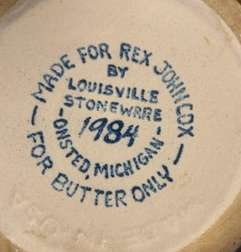 MADE FOR REX JOHN COX
BY
LOUISVILLE
STONEWARE
1984
- ONSTED, MICHIGAN -
- FOR BUTTER ONLY -